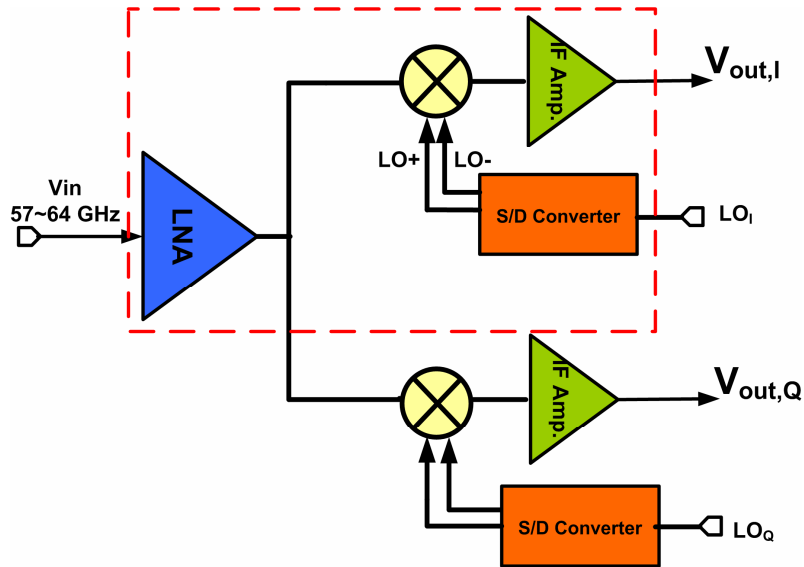 Vin
57~64 GHz
LNA
LO+
LO-
IF Amp.
Vout,I
S/D Converter
LOI
IF Amp.
Vout,Q
S/D Converter
LOQ